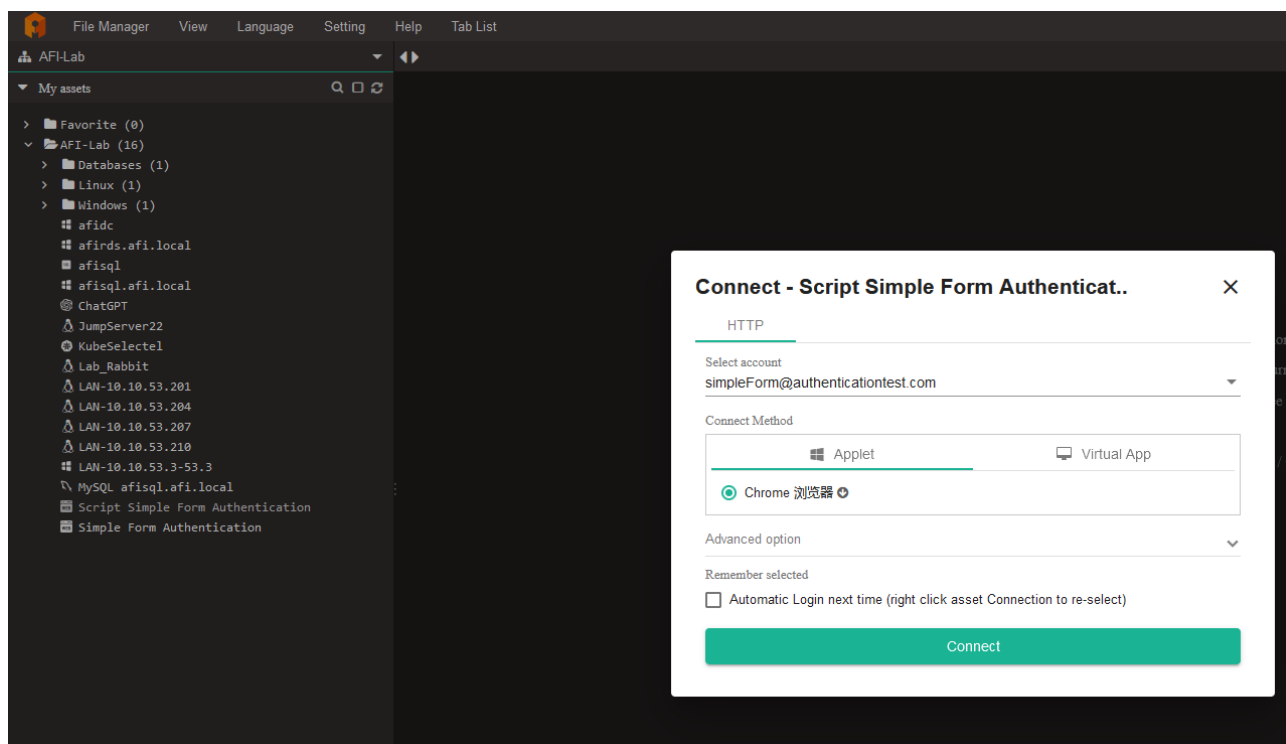 File Manager View Language Setting Help Tab List
AFI-Lab
My assets
Favorite (0)
AFI-Lab (16)
Databases (1)
Linux (1)
Windows (1)
afidc
afirds.afi.local
afisql
afisql.afi.local
ChatGPT
JumpServer22
KubeSelectel
Lab_Rabbit
LAN-10.10.53.201
LAN-10.10.53.204
LAN-10.10.53.207
LAN-10.10.53.210
LAN-10.10.53.3-53.3
MySQL afisql.afi.local
Script Simple Form Authentication
Simple Form Authentication
Connect - Script Simple Form Authenticat..
HTTP
Select account
simpleForm@authenticationtest.com
Connect Method
Applet Virtual App
Chrome 浏览器
Advanced option
Remember selected
Automatic Login next time (right click asset Connection to re-select)
Connect